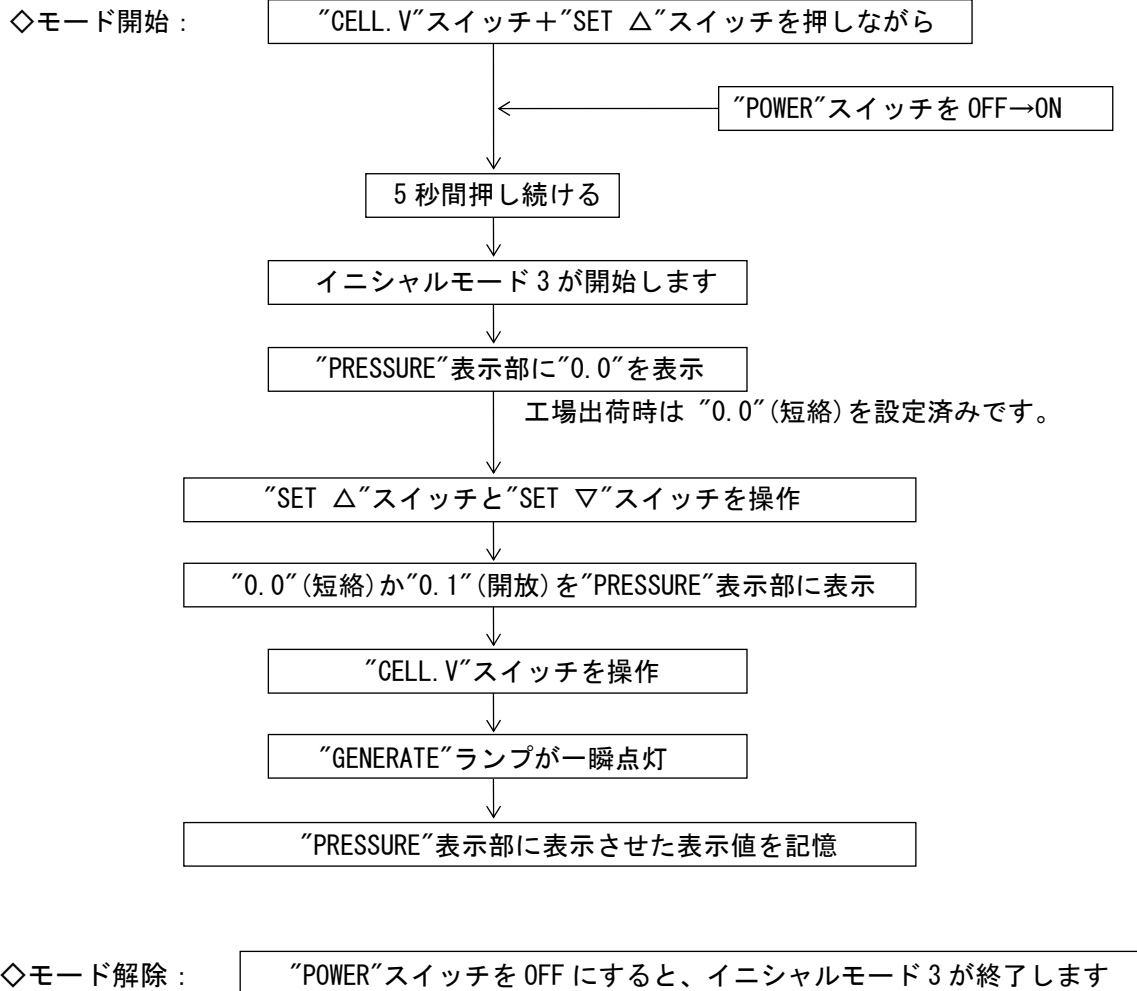 ◇モード開始：
"CELL.V"スイッチ＋"SET △"スイッチを押しながら
"POWER"スイッチを OFF→ON
5 秒間押し続ける
イニシャルモード 3 が開始します
"PRESSURE"表示部に"0.0"を表示
工場出荷時は "0.0"(短絡)を設定済みです。
"SET △"スイッチと"SET ▽"スイッチを操作
"0.0"(短絡)か"0.1"(開放)を"PRESSURE"表示部に表示
"CELL.V"スイッチを操作
"GENERATE"ランプが一瞬点灯
"PRESSURE"表示部に表示させた表示値を記憶
◇モード解除：
"POWER"スイッチを OFF にすると、イニシャルモード 3 が終了します